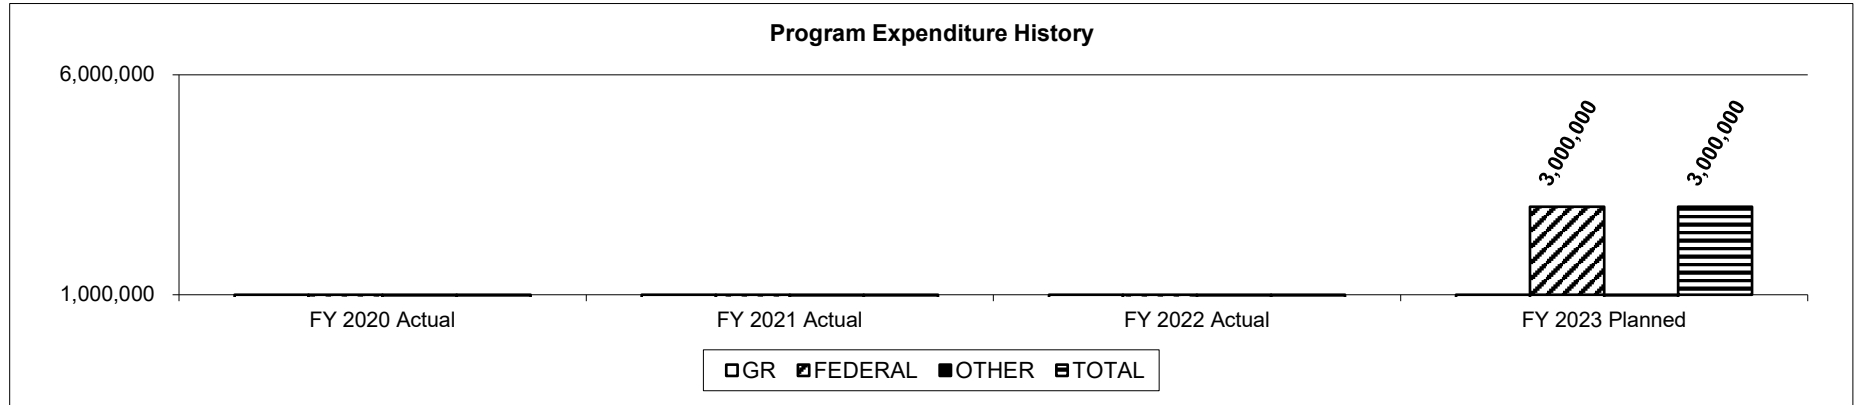 Program Expenditure History
6,000,000
3,000,000 3,000,000
1,000,000
FY 2020 Actual FY 2021 Actual FY 2022 Actual FY 2023 Planned
GR FEDERAL OTHER TOTAL